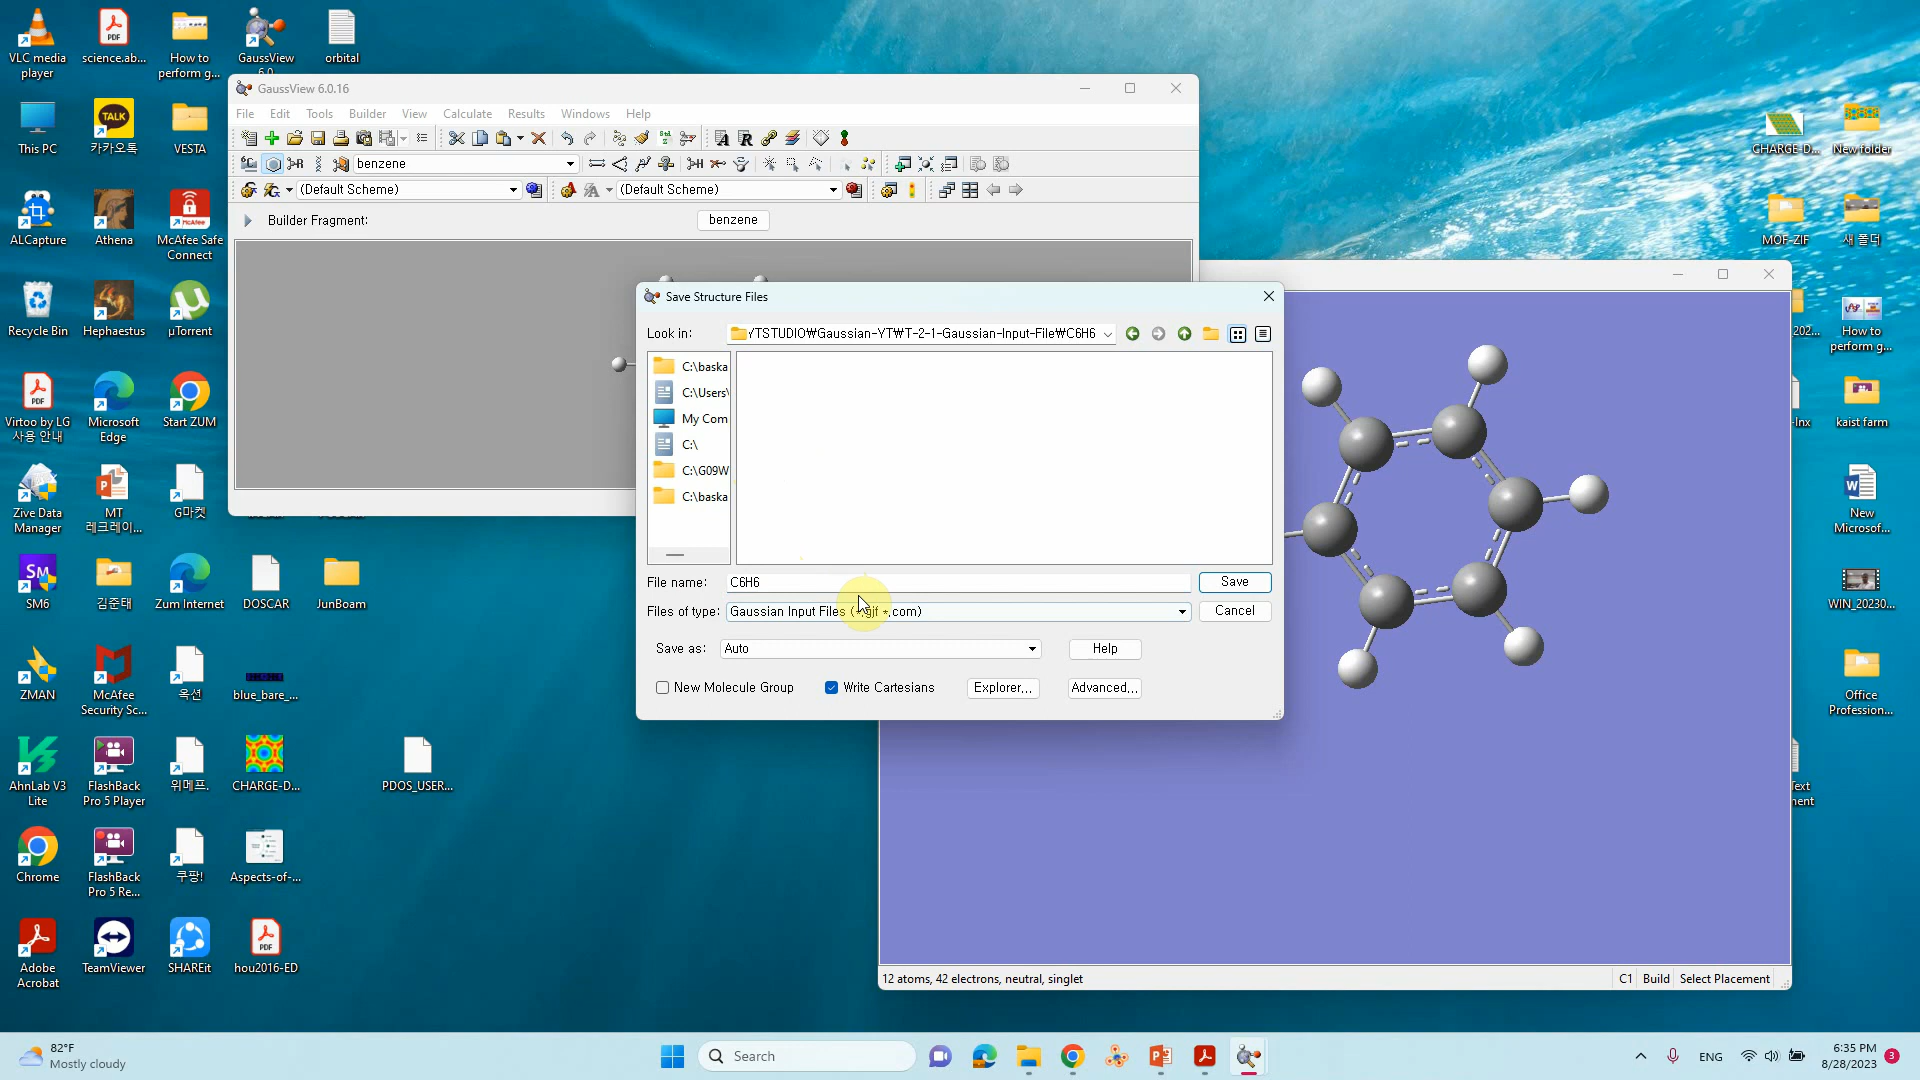 VLC media
player
science.ab...
How to
perform g...
GaussView
6.0
orbital
This PC
TALK
카카오톡
VESTA
ALCapture
Athena
McAfee Safe
Connect
Recycle Bin
Hephaestus
µTorrent
Virtoo by LG
사용 안내
Microsoft
Edge
Start ZUM
Zive Data
Manager
MT
레크레이...
G마켓
SM6
김준태
Zum Internet
DOSCAR
JunBoam
ZMAN
McAfee
Security Sc...
옥션
blue_bare_...
AhnLab V3
Lite
FlashBack
Pro 5 Player
위메프.
CHARGE-D...
PDOS_USER...
Chrome
FlashBack
Pro 5 Re...
쿠팡!
Aspects-of-...
Adobe
Acrobat
TeamViewer
SHAREit
hou2016-ED
GaussView 6.0.16
File Edit Tools Builder View Calculate Results Windows Help
benzene
(Default Scheme)
(Default Scheme)
Builder Fragment:
benzene
Save Structure Files
Look in:
YTSTUDIO₩Gaussian-YT₩T-2-1-Gaussian-Input-File₩C6H6
C:\baska
C:\Users\
My Com
C:\
C:\G09W
C:\baska
File name:
C6H6
Save
Files of type:
Gaussian Input Files (*.gjf *.com)
Cancel
Save as:
Auto
Help
New Molecule Group
Write Cartesians
Explorer...
Advanced...
12 atoms, 42 electrons, neutral, singlet
C1
Build
Select Placement
CHARGE-D...
New folder
MOF-ZIF
새 폴더
How to
perform g...
kaist farm
New
Microsof...
WIN_20230...
Office
Profession...
82°F
Mostly cloudy
Search
ENG
6:35 PM
8/28/2023
3